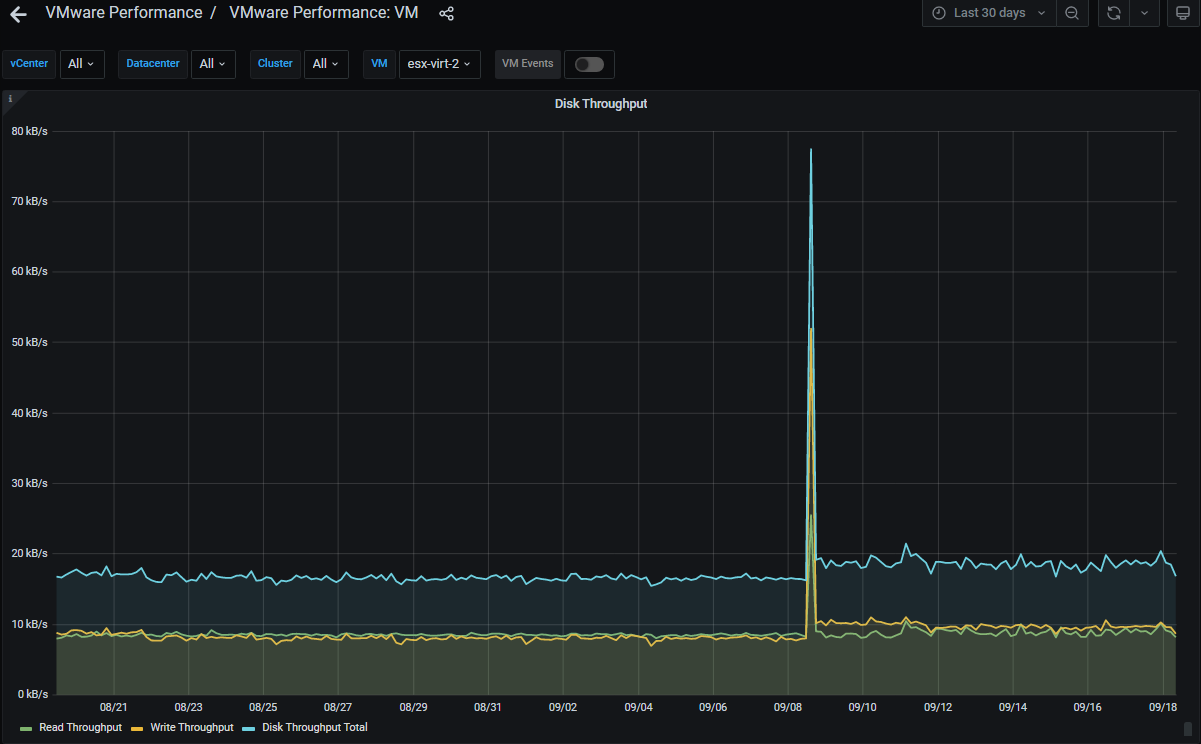 VMware Performance / VMware Performance: VM
Last 30 days
vCenter All Datacenter All Cluster All VM esx-virt-2 VM Events
i
Disk Throughput
80 kB/s
70 kB/s
60 kB/s
50 kB/s
40 kB/s
30 kB/s
20 kB/s
10 kB/s
0 kB/s
08/21 08/23 08/25 08/27 08/29 08/31 09/02 09/04 09/06 09/08 09/10 09/12 09/14 09/16 09/18
Read Throughput Write Throughput Disk Throughput Total